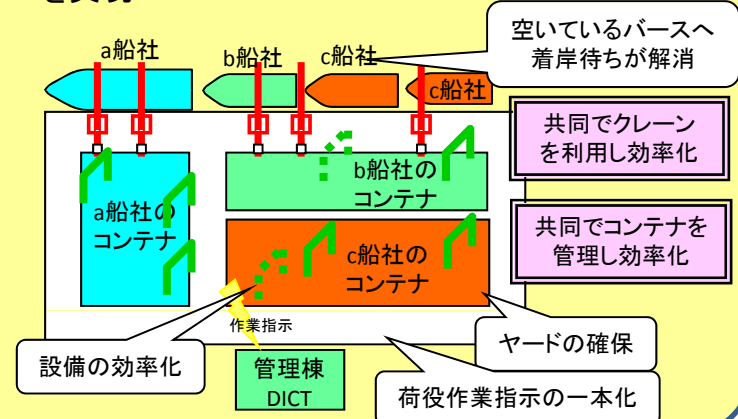 a船社
b船社
c船社
c船社
空いているバースへ
着岸待ちが解消
共同でクレーン
を利用し効率化
b船社の
コンテナ
a船社の
コンテナ
共同でコンテナを
管理し効率化
c船社の
コンテナ
作業指示
ヤードの確保
設備の効率化
管理棟
DICT
荷役作業指示の一本化